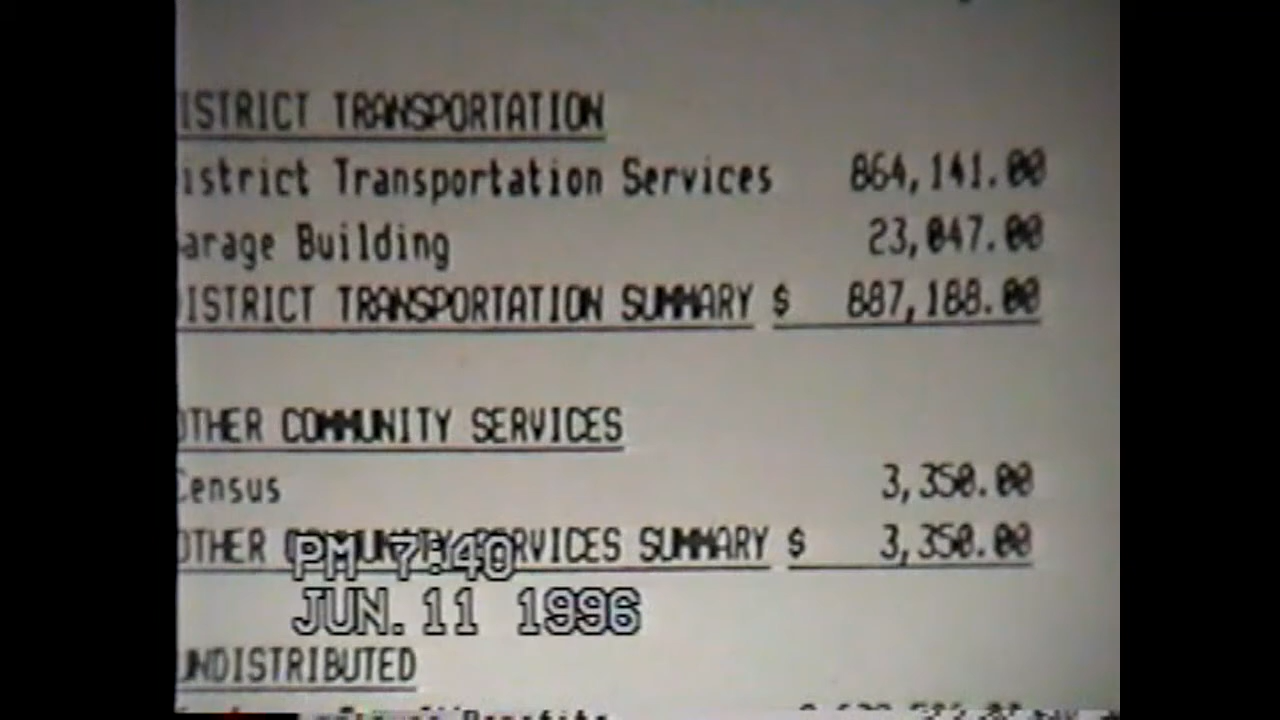 ISTRICT TRANSPORTATION
istrict Transportation Services 864,141.00
arage Building 23,047.00
ISTRICT TRANSPORTATION SUMMARY $ 887,188.00
OTHER COMMUNITY SERVICES
Census 3,350.00
OTHER COMMUNITY SERVICES SUMMARY $ 3,350.00
PM 7:40
JUN. 11 1996
UNDISTRIBUTED
Benefits